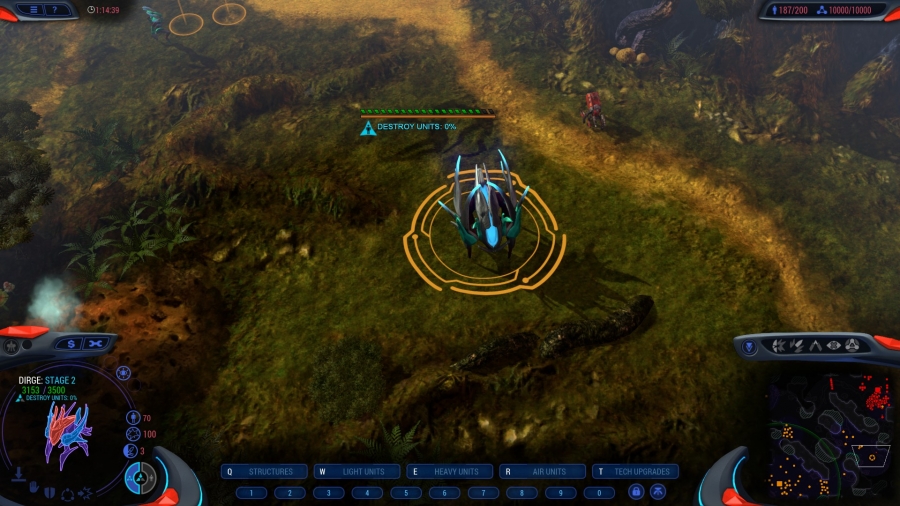 ?
1:14:39
187/200
10000/10000
DESTROY UNITS: 0%
$
DIRGE: STAGE 2
3153 / 3500
DESTROY UNITS: 0%
70
100
3
Q STRUCTURES
W LIGHT UNITS
E HEAVY UNITS
R AIR UNITS
T TECH UPGRADES
1 2 3 4 5 6 7 8 9 0